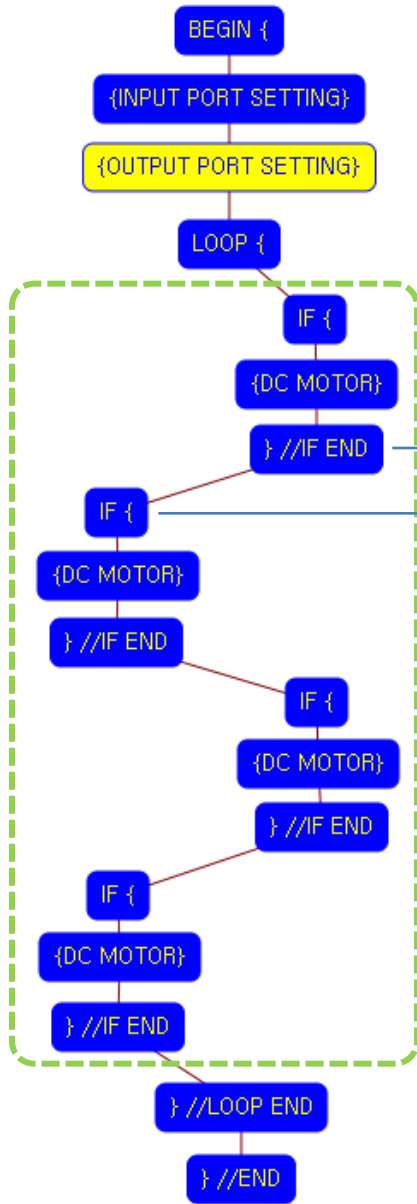 BEGIN {
{INPUT PORT SETTING}
{OUTPUT PORT SETTING}
LOOP {
IF {
{DC MOTOR}
} //IF END
IF {
{DC MOTOR}
} //IF END
IF {
{DC MOTOR}
} //IF END
IF {
{DC MOTOR}
} //IF END
} //LOOP END
} //END